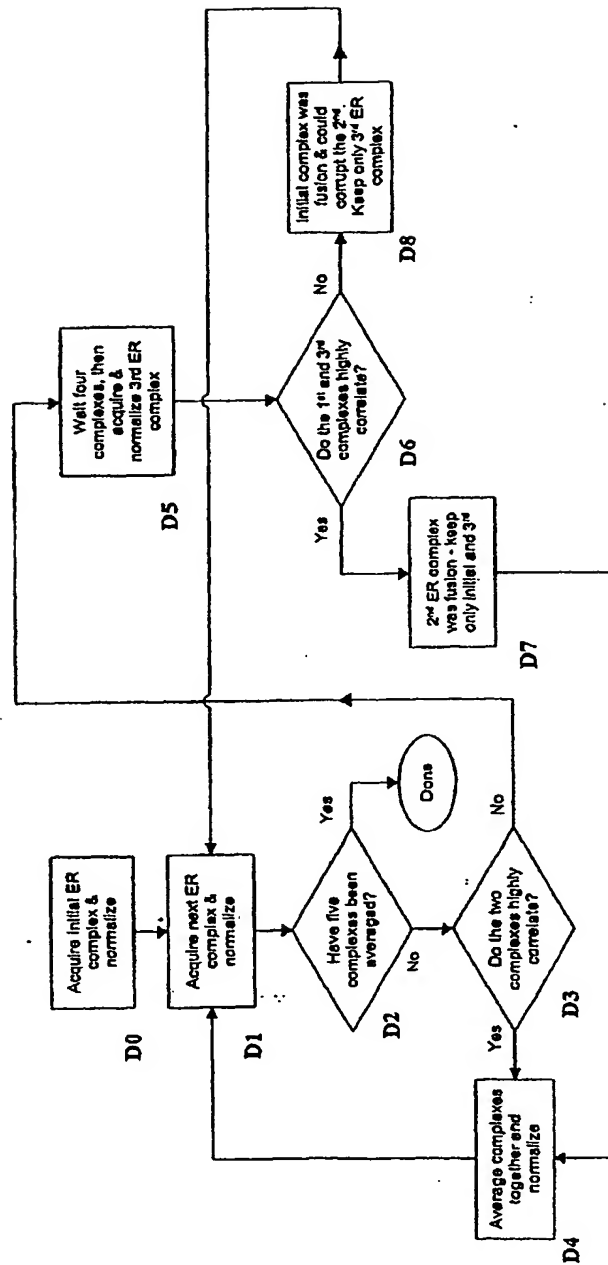 Acquire initial ER
complex &
normalize
D0
Acquire next ER
complex &
normalize
D1
Have five
complexes been
averaged?
D2
Yes
Done
No
Do the two
complexes highly
correlate?
D3
Yes
No
Average complexes
together and
normalize
D4
Wait four
complexes, then
acquire &
normalize 3rd ER
complex
D5
Do the 1st and 3rd
complexes highly
correlate?
D6
Yes
No
2nd ER complex
was fusion - keep
only initial and 3rd
D7
Initial complex was
fusion & could
corrupt the 2nd.
Keep only 3rd ER
complex
D8